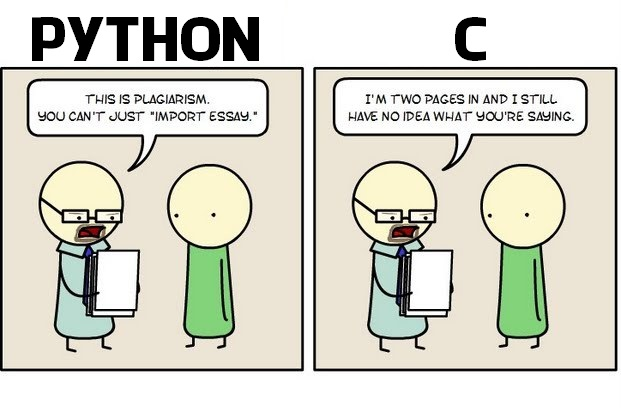 PYTHON
C
THIS IS PLAGIARISM.
YOU CAN'T JUST "IMPORT ESSAY."
I'M TWO PAGES IN AND I STILL
HAVE NO IDEA WHAT YOU'RE SAYING.